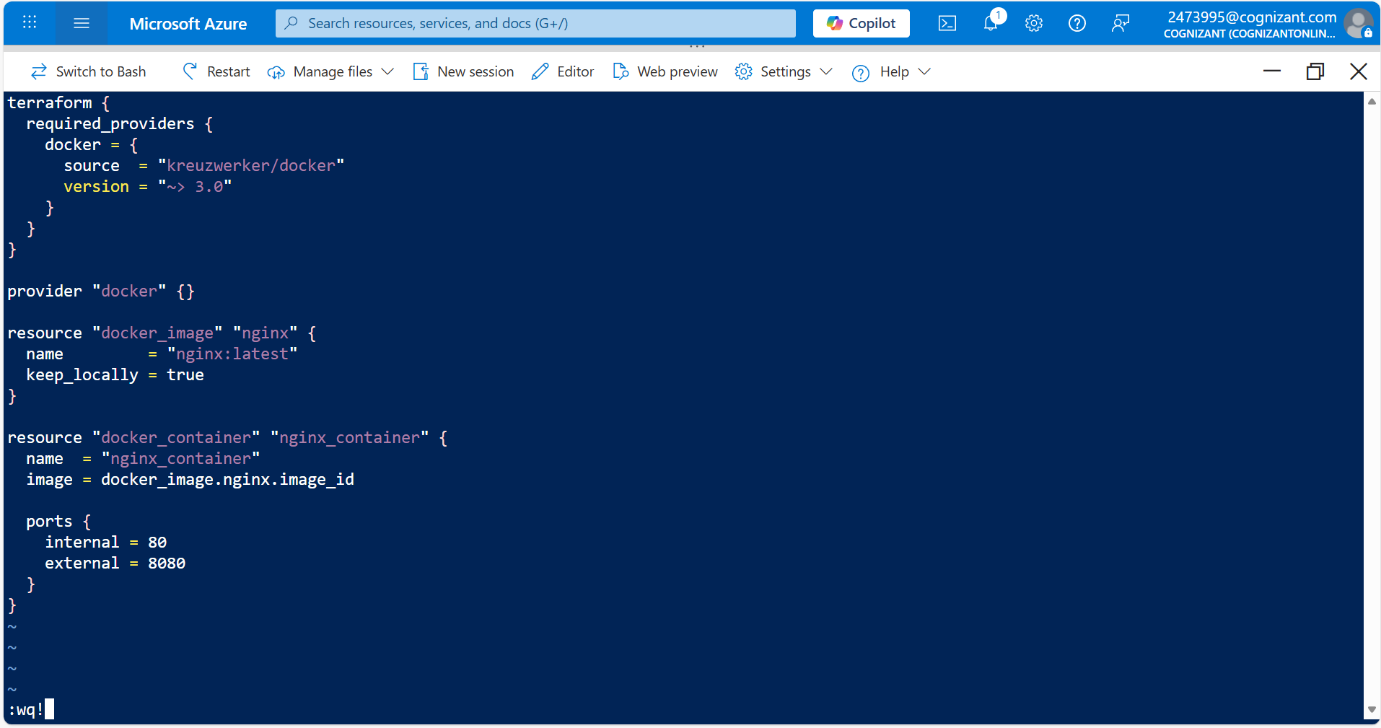 Microsoft Azure
Search resources, services, and docs (G+/)
Copilot
1
2473995@cognizant.com
COGNIZANT (COGNIZANTONLIN...
Switch to Bash
Restart
Manage files
New session
Editor
Web preview
Settings
Help
terraform {
  required_providers {
    docker = {
      source  = "kreuzwerker/docker"
      version = "~> 3.0"
    }
  }
}

provider "docker" {}

resource "docker_image" "nginx" {
  name         = "nginx:latest"
  keep_locally = true
}

resource "docker_container" "nginx_container" {
  name  = "nginx_container"
  image = docker_image.nginx.image_id

  ports {
    internal = 80
    external = 8080
  }
}
~
~
~
~
:wq!